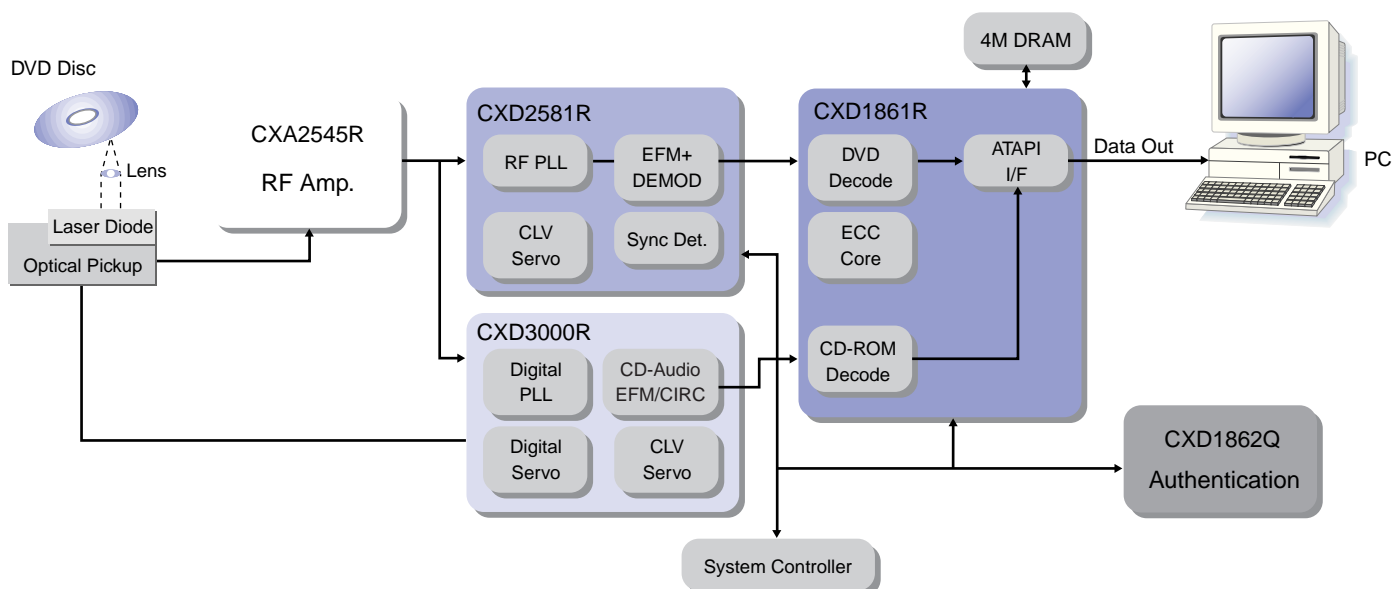 DVD Disc
Lens
Laser Diode
Optical Pickup
CXA2545R
RF Amp.
CXD2581R
RF PLL
EFM+
DEMOD
CLV
Servo
Sync Det.
CXD3000R
Digital
PLL
CD-Audio
EFM/CIRC
Digital
Servo
CLV
Servo
4M DRAM
CXD1861R
DVD
Decode
ATAPI
I/F
ECC
Core
CD-ROM
Decode
Data Out
PC
CXD1862Q
Authentication
System Controller